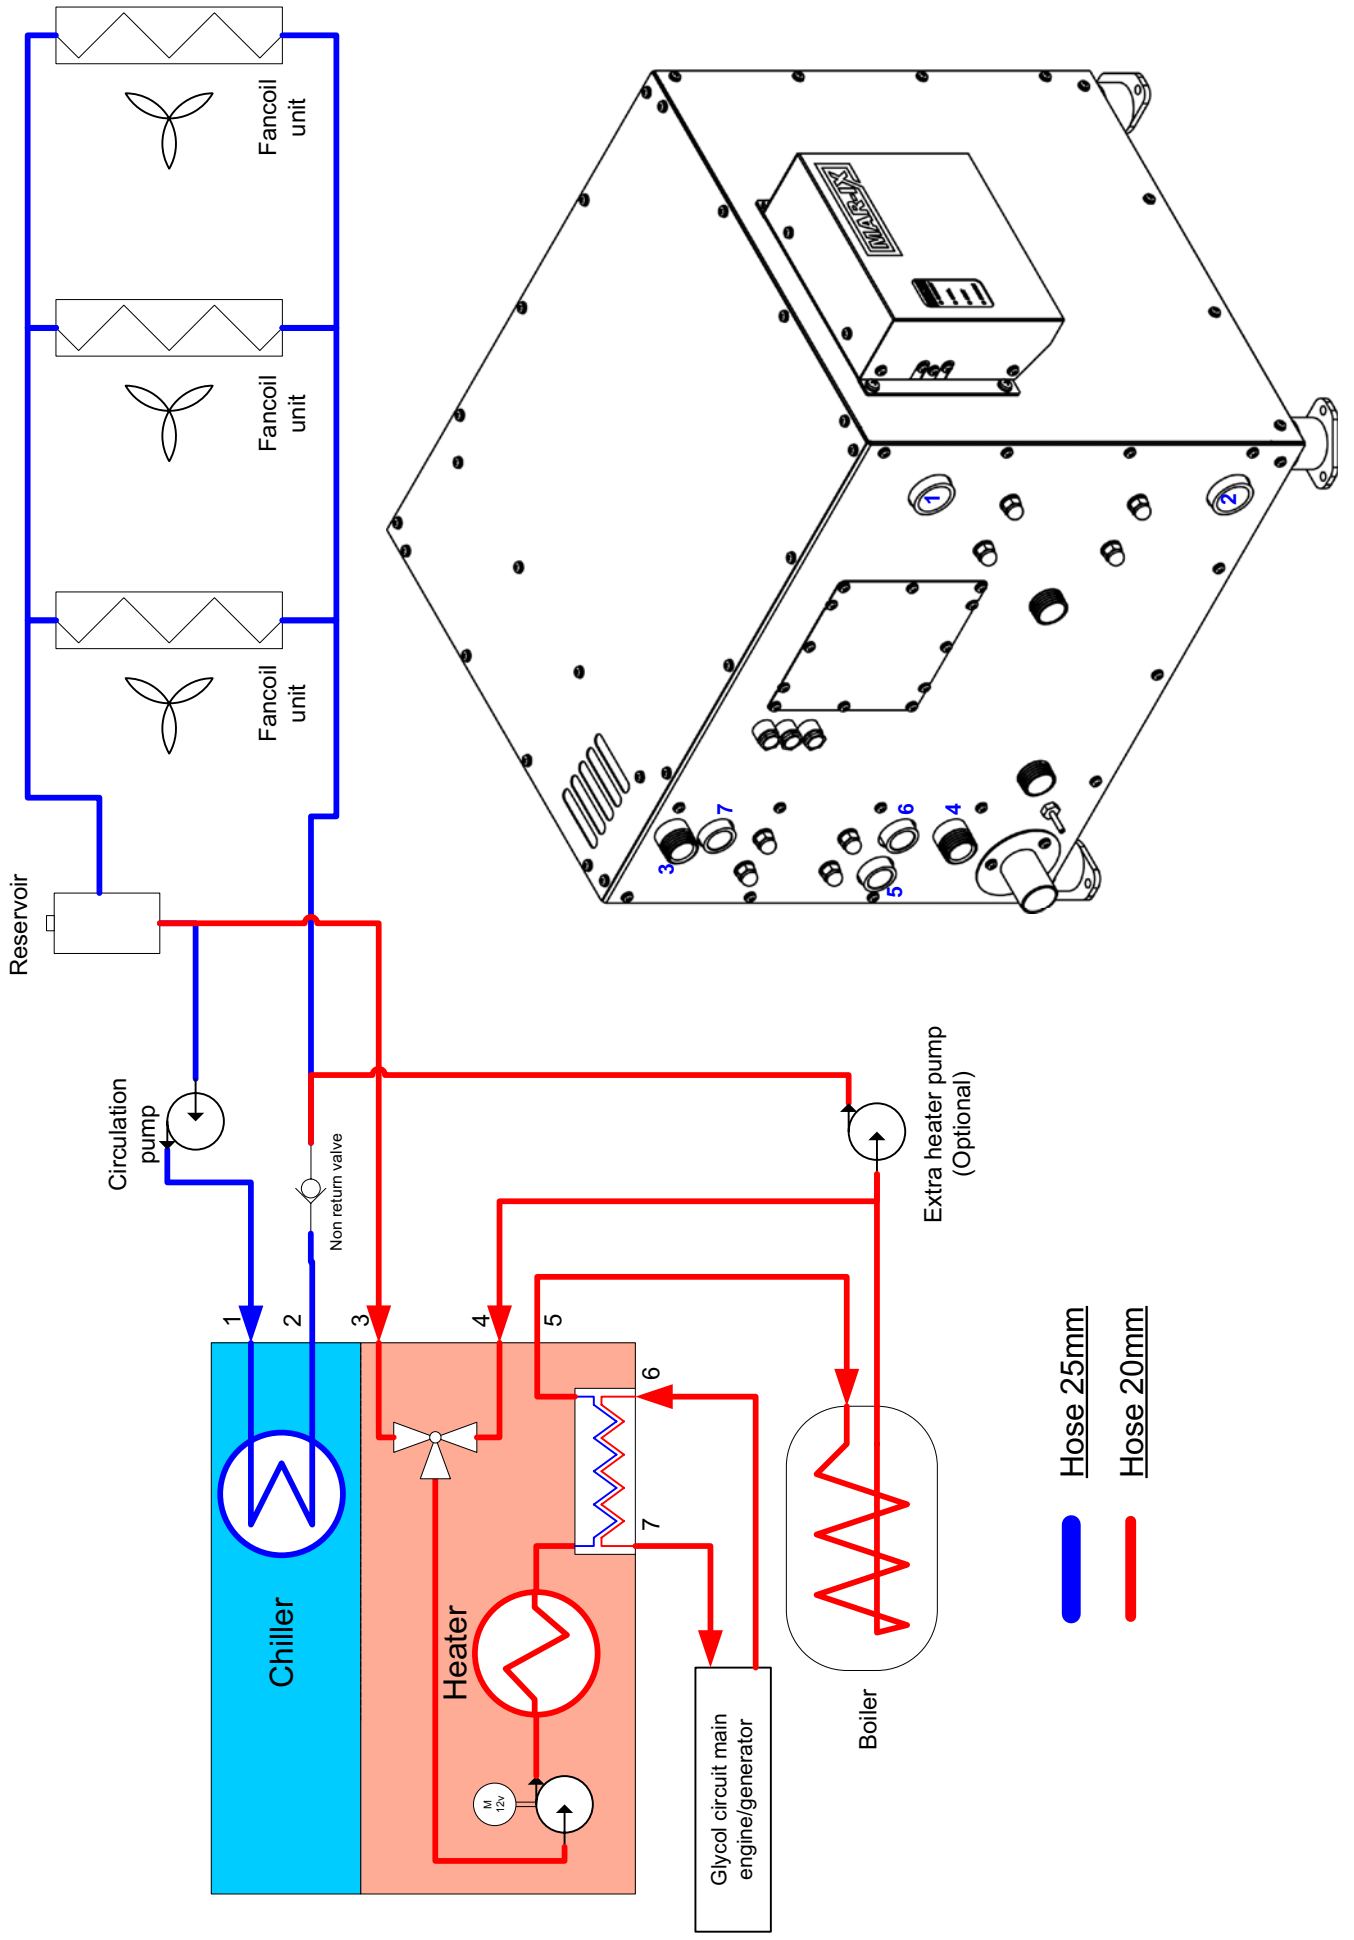 Reservoir
Fancoil
unit
Fancoil
unit
Fancoil
unit
Circulation
pump
Non return valve
Extra heater pump
(Optional)
1
2
3
4
5
6
7
Chiller
Heater
M
12v
Glycol circuit main
engine/generator
Boiler
Hose 25mm
Hose 20mm
MAR-IX
1
2
3
7
6
4
5